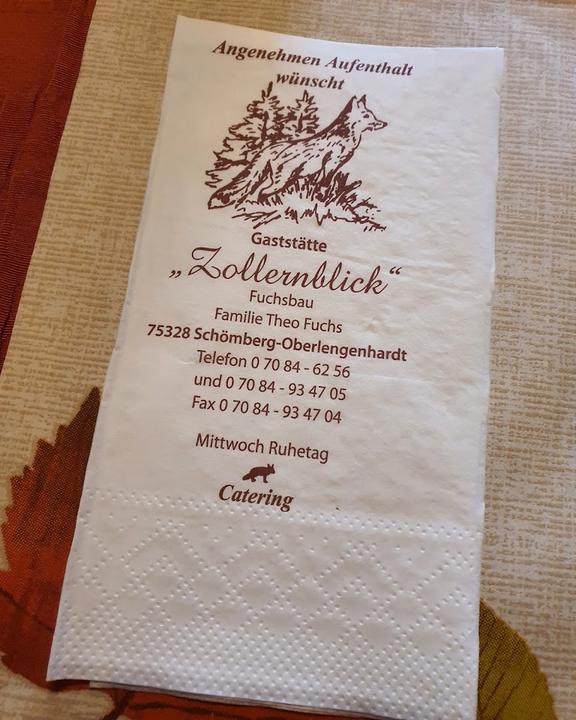 Angenehmen Aufenthalt
wünscht
Gaststätte
„Zollernblick“
Fuchsbau
Familie Theo Fuchs
75328 Schömberg-Oberlengenhardt
Telefon 0 70 84 - 62 56
und 0 70 84 - 93 47 05
Fax 0 70 84 - 93 47 04
Mittwoch Ruhetag
Catering